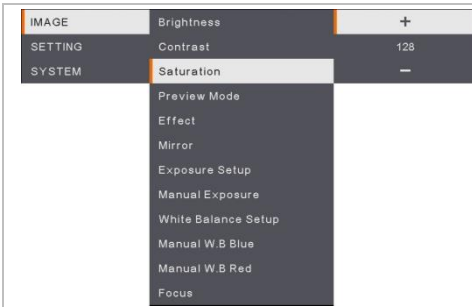 IMAGE
SETTING
SYSTEM
Brightness
Contrast
Saturation
Preview Mode
Effect
Mirror
Exposure Setup
Manual Exposure
White Balance Setup
Manual W.B Blue
Manual W.B Red
Focus
+
128
−